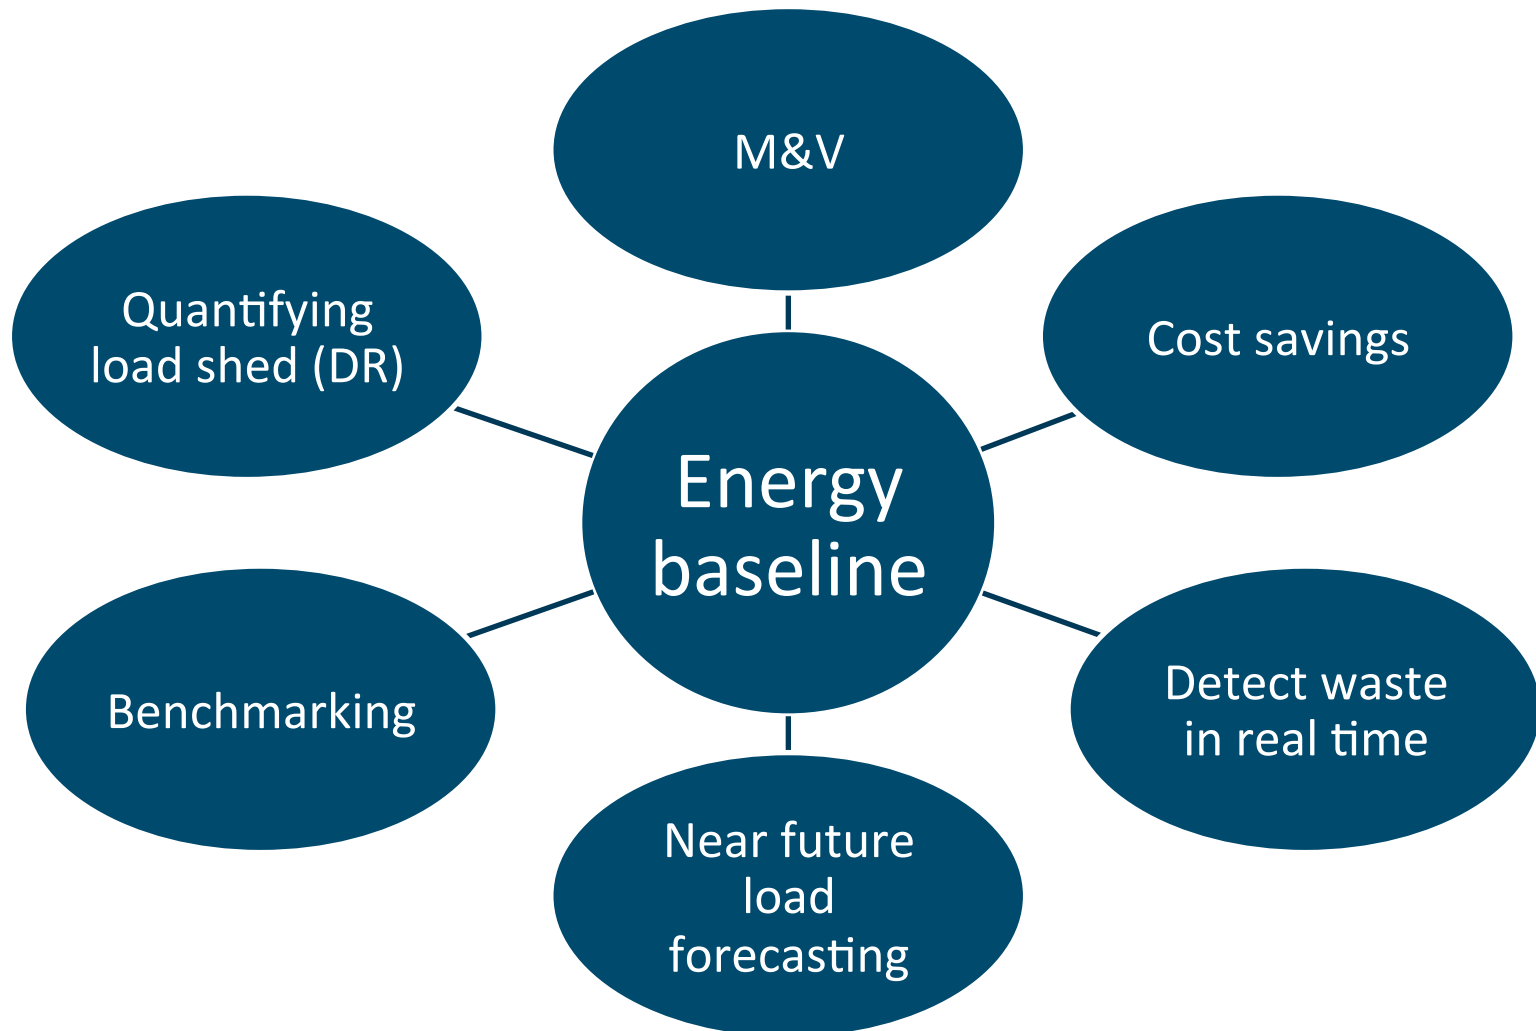 M&V
Quantifying
load shed (DR)
Cost savings
Energy
baseline
Benchmarking
Detect waste
in real time
Near future
load
forecasting